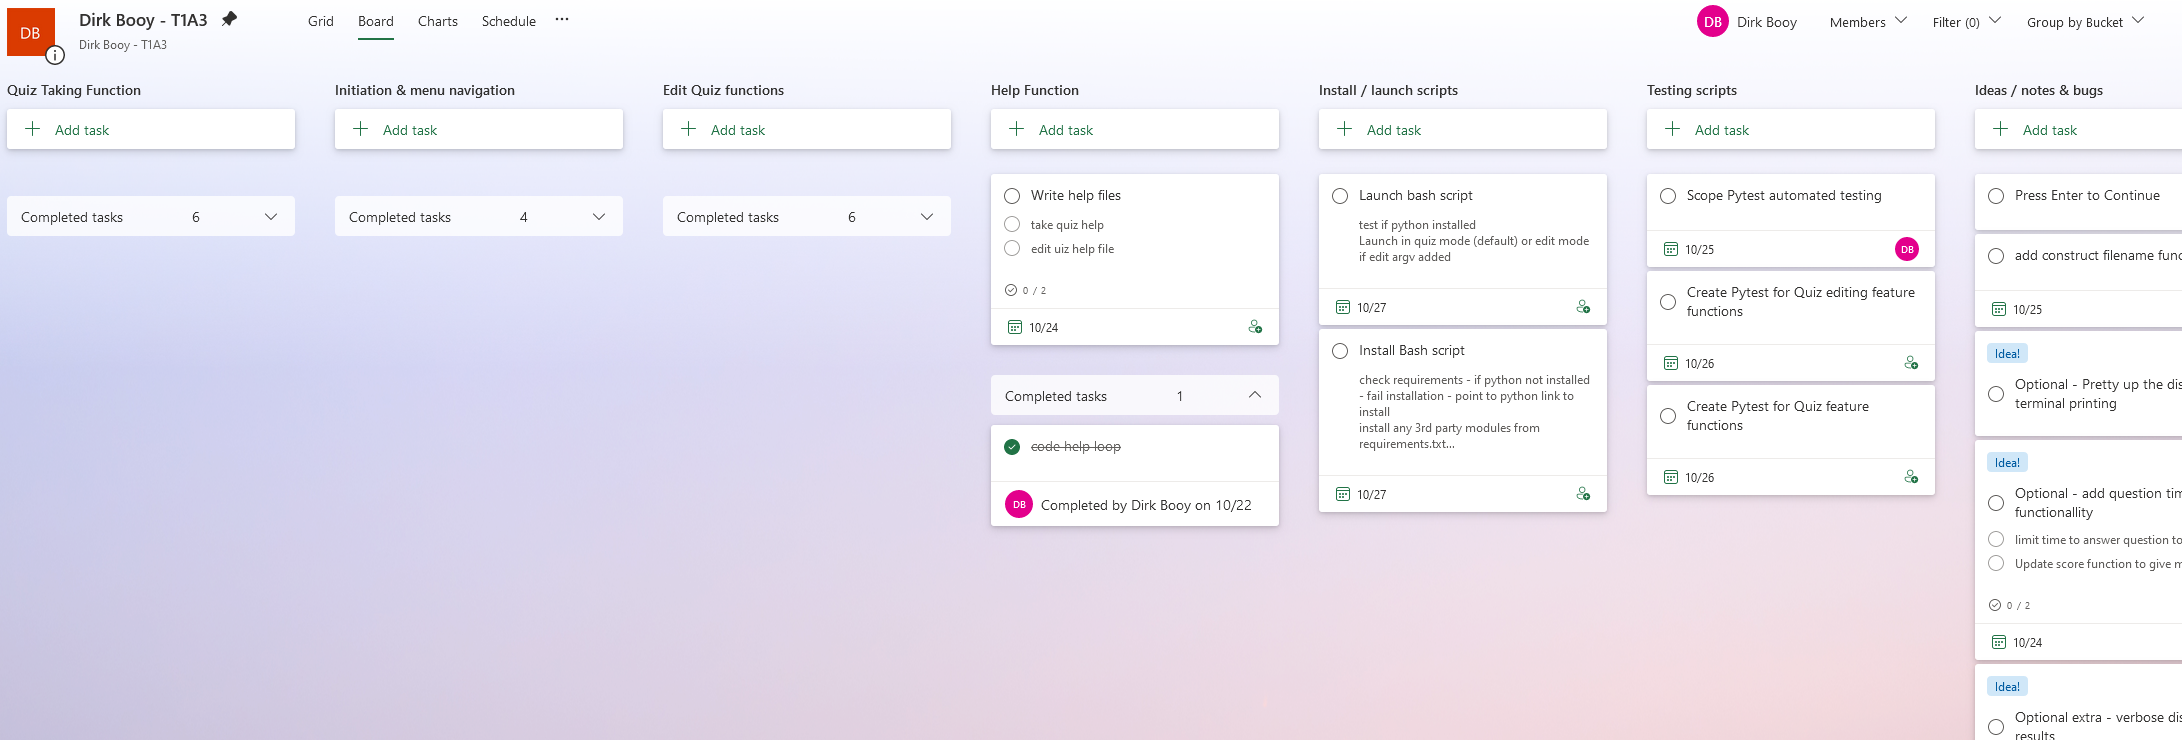 DB
Dirk Booy - T1A3
Dirk Booy - T1A3
Grid
Board
Charts
Schedule
DB
Dirk Booy
Members
Filter (0)
Group by Bucket
Quiz Taking Function
Add task
Completed tasks 6
Initiation & menu navigation
Add task
Completed tasks 4
Edit Quiz functions
Add task
Completed tasks 6
Help Function
Add task
Write help files
take quiz help
edit uiz help file
0 / 2
10/24
Completed tasks 1
code help loop
DB Completed by Dirk Booy on 10/22
Install / launch scripts
Add task
Launch bash script
test if python installed
Launch in quiz mode (default) or edit mode
if edit argv added
10/27
Install Bash script
check requirements - if python not installed
- fail installation - point to python link to
install
install any 3rd party modules from
requirements.txt...
10/27
Testing scripts
Add task
Scope Pytest automated testing
10/25 DB
Create Pytest for Quiz editing feature
functions
10/26
Create Pytest for Quiz feature
functions
10/26
Ideas / notes & bugs
Add task
Press Enter to Continue
add construct filename
10/25
Idea!
Optional - Pretty up the
terminal printing
Idea!
Optional - add question
functionallity
limit time to answer question to
Update score function to give
0 / 2
10/24
Idea!
Optional extra - verbose
results